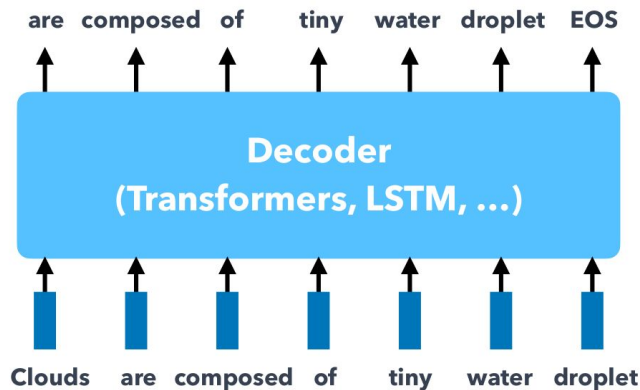 are composed of tiny water droplet EOS
Decoder
(Transformers, LSTM, ...)
Clouds are composed of tiny water droplet